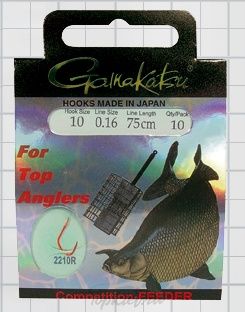 Gamakatsu
HOOKS MADE IN JAPAN
Hook Size Line Size Line Length Qty/Pack
10 0.16 75cm 10
For
Top
Anglers
2210R
Competition FEEDER